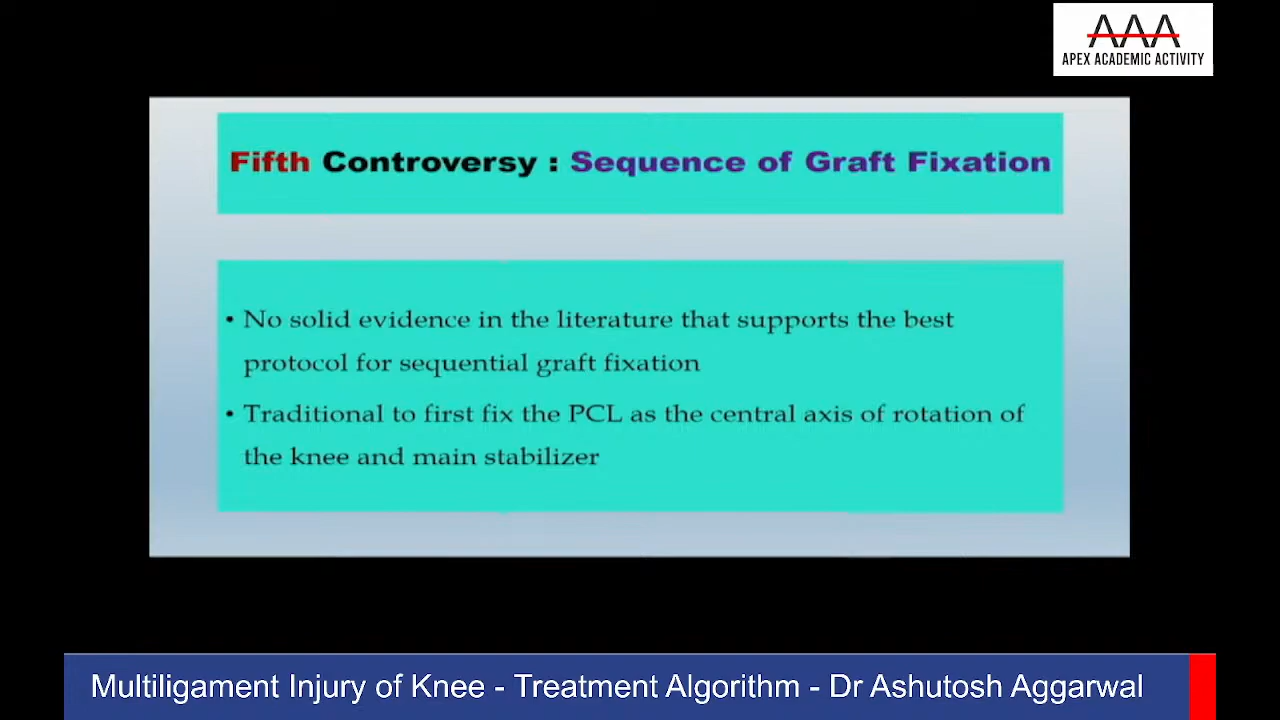 AAA
APEX ACADEMIC ACTIVITY
Fifth Controversy : Sequence of Graft Fixation
• No solid evidence in the literature that supports the best
protocol for sequential graft fixation
• Traditional to first fix the PCL as the central axis of rotation of
the knee and main stabilizer
Multiligament Injury of Knee - Treatment Algorithm - Dr Ashutosh Aggarwal